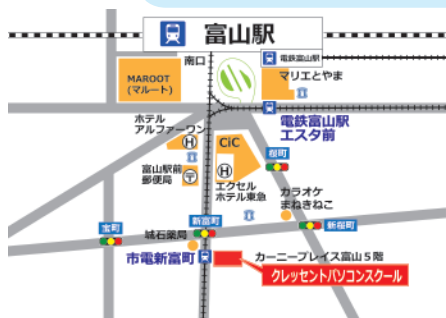 富山駅
南口
電鉄富山駅
MAROOT
(マルート)
マリエとやま
電鉄富山駅
エスタ前
ホテル
アルファーワン
H
CiC
桜町
富山駅前
郵便局
H
エクセル
ホテル東急
カラオケ
まねきねこ
宝町
新富町
新桜町
城石薬局
市電新富町
カーニープレイス富山5階
クレッセントパソコンスクール